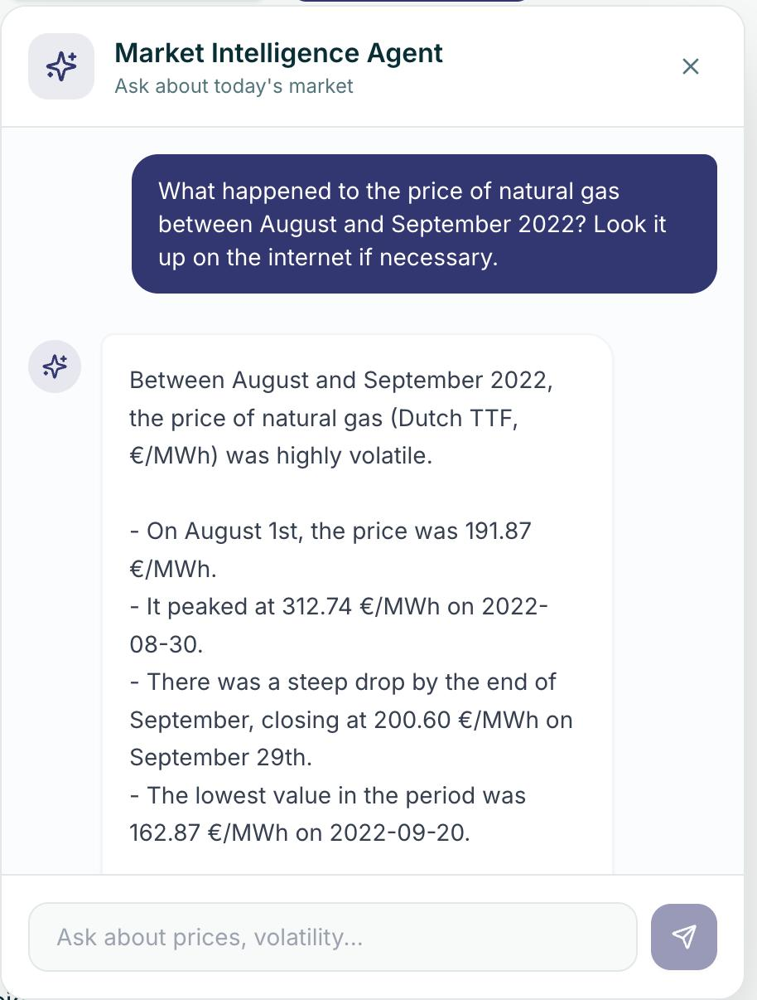 Market Intelligence Agent
Ask about today's market
What happened to the price of natural gas
between August and September 2022? Look it
up on the internet if necessary.
Between August and September 2022,
the price of natural gas (Dutch TTF,
€/MWh) was highly volatile.
- On August 1st, the price was 191.87
€/MWh.
- It peaked at 312.74 €/MWh on 2022-
08-30.
- There was a steep drop by the end of
September, closing at 200.60 €/MWh on
September 29th.
- The lowest value in the period was
162.87 €/MWh on 2022-09-20.
Ask about prices, volatility...